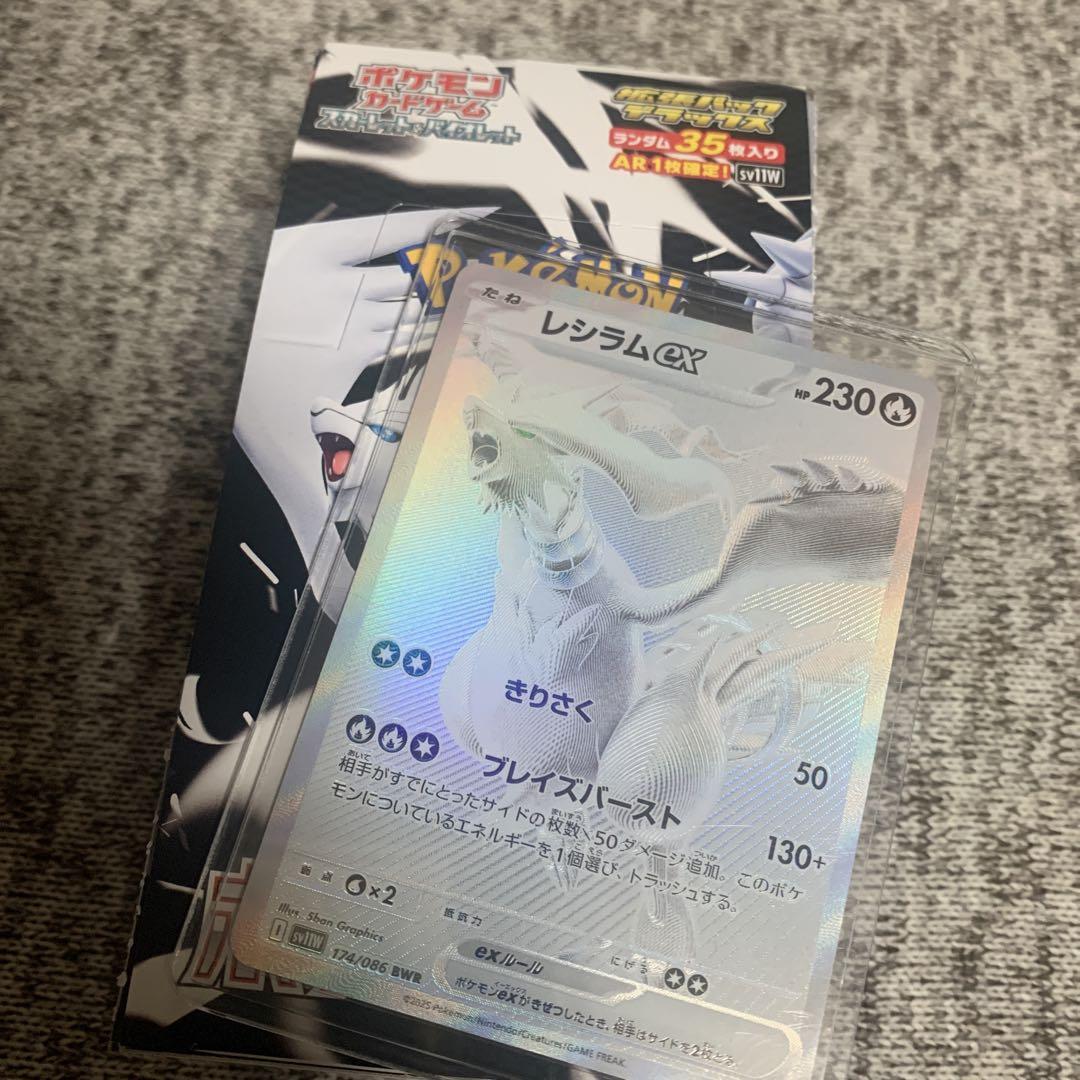 ポケモン
カードゲーム
スカーレット&バイオレット
拡張パック
デラックス
ランダム35枚入り
AR1枚確定!
sv11W
POKÉMON
たね
レシラムex
HP230
きりさく
50
ブレイズバースト
130+
相手がすでにとったサイドの枚数×50ダメージ追加。このポケ
モンについているエネルギーを1個選び、トラッシュする。
弱点
×2
抵抗力
にげる
Illus. 5ban Graphics
I sv11W 174/086 BWR
exルール
ポケモンexがきぜつしたとき、相手はサイドを2枚とる。
©2025 Pokémon/Nintendo/Creatures/GAME FREAK.